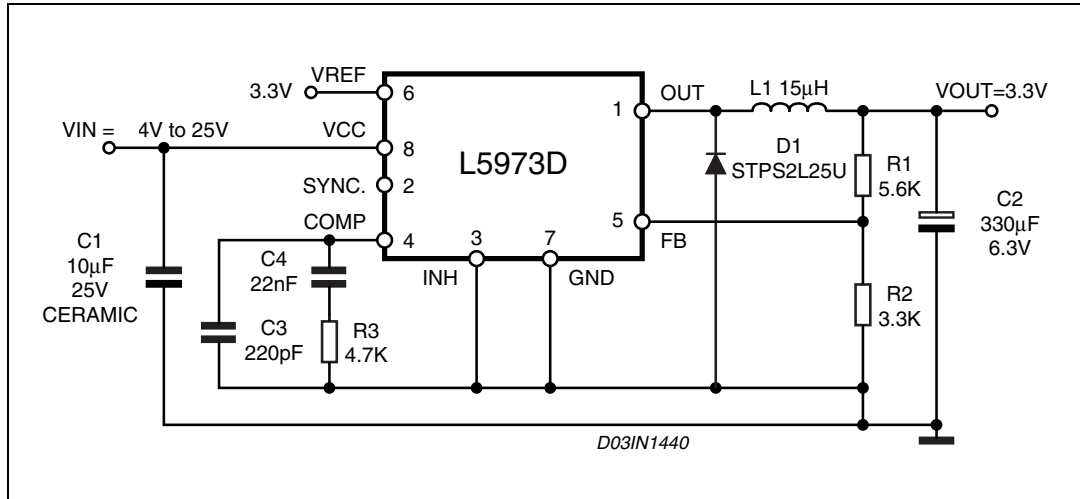 VREF
3.3V
6
VIN =
4V to 25V
VCC
8
SYNC.
2
COMP
4
L5973D
3
7
INH
GND
1
OUT
L1 15µH
VOUT=3.3V
D1
STPS2L25U
R1
5.6K
5
FB
C2
330µF
6.3V
R2
3.3K
C1
10µF
25V
CERAMIC
C4
22nF
C3
220pF
R3
4.7K
D03IN1440